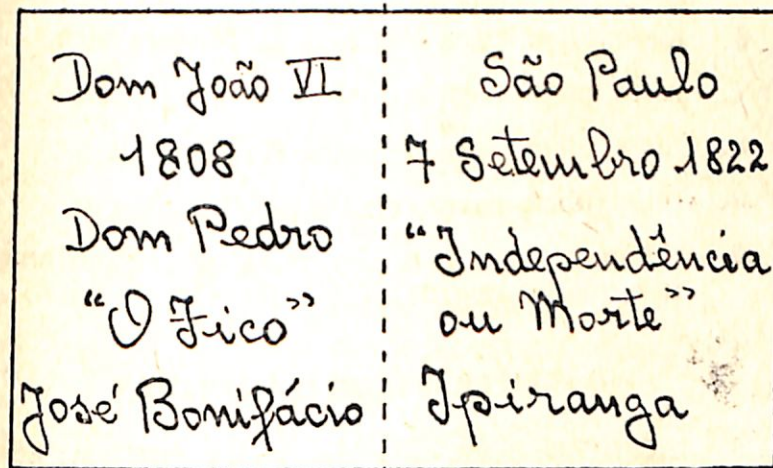 Dom João VI
1808
Dom Pedro
“O Fico”
José Bonifácio
São Paulo
7 Setembro 1822
“Independência
ou Morte”
Ipiranga